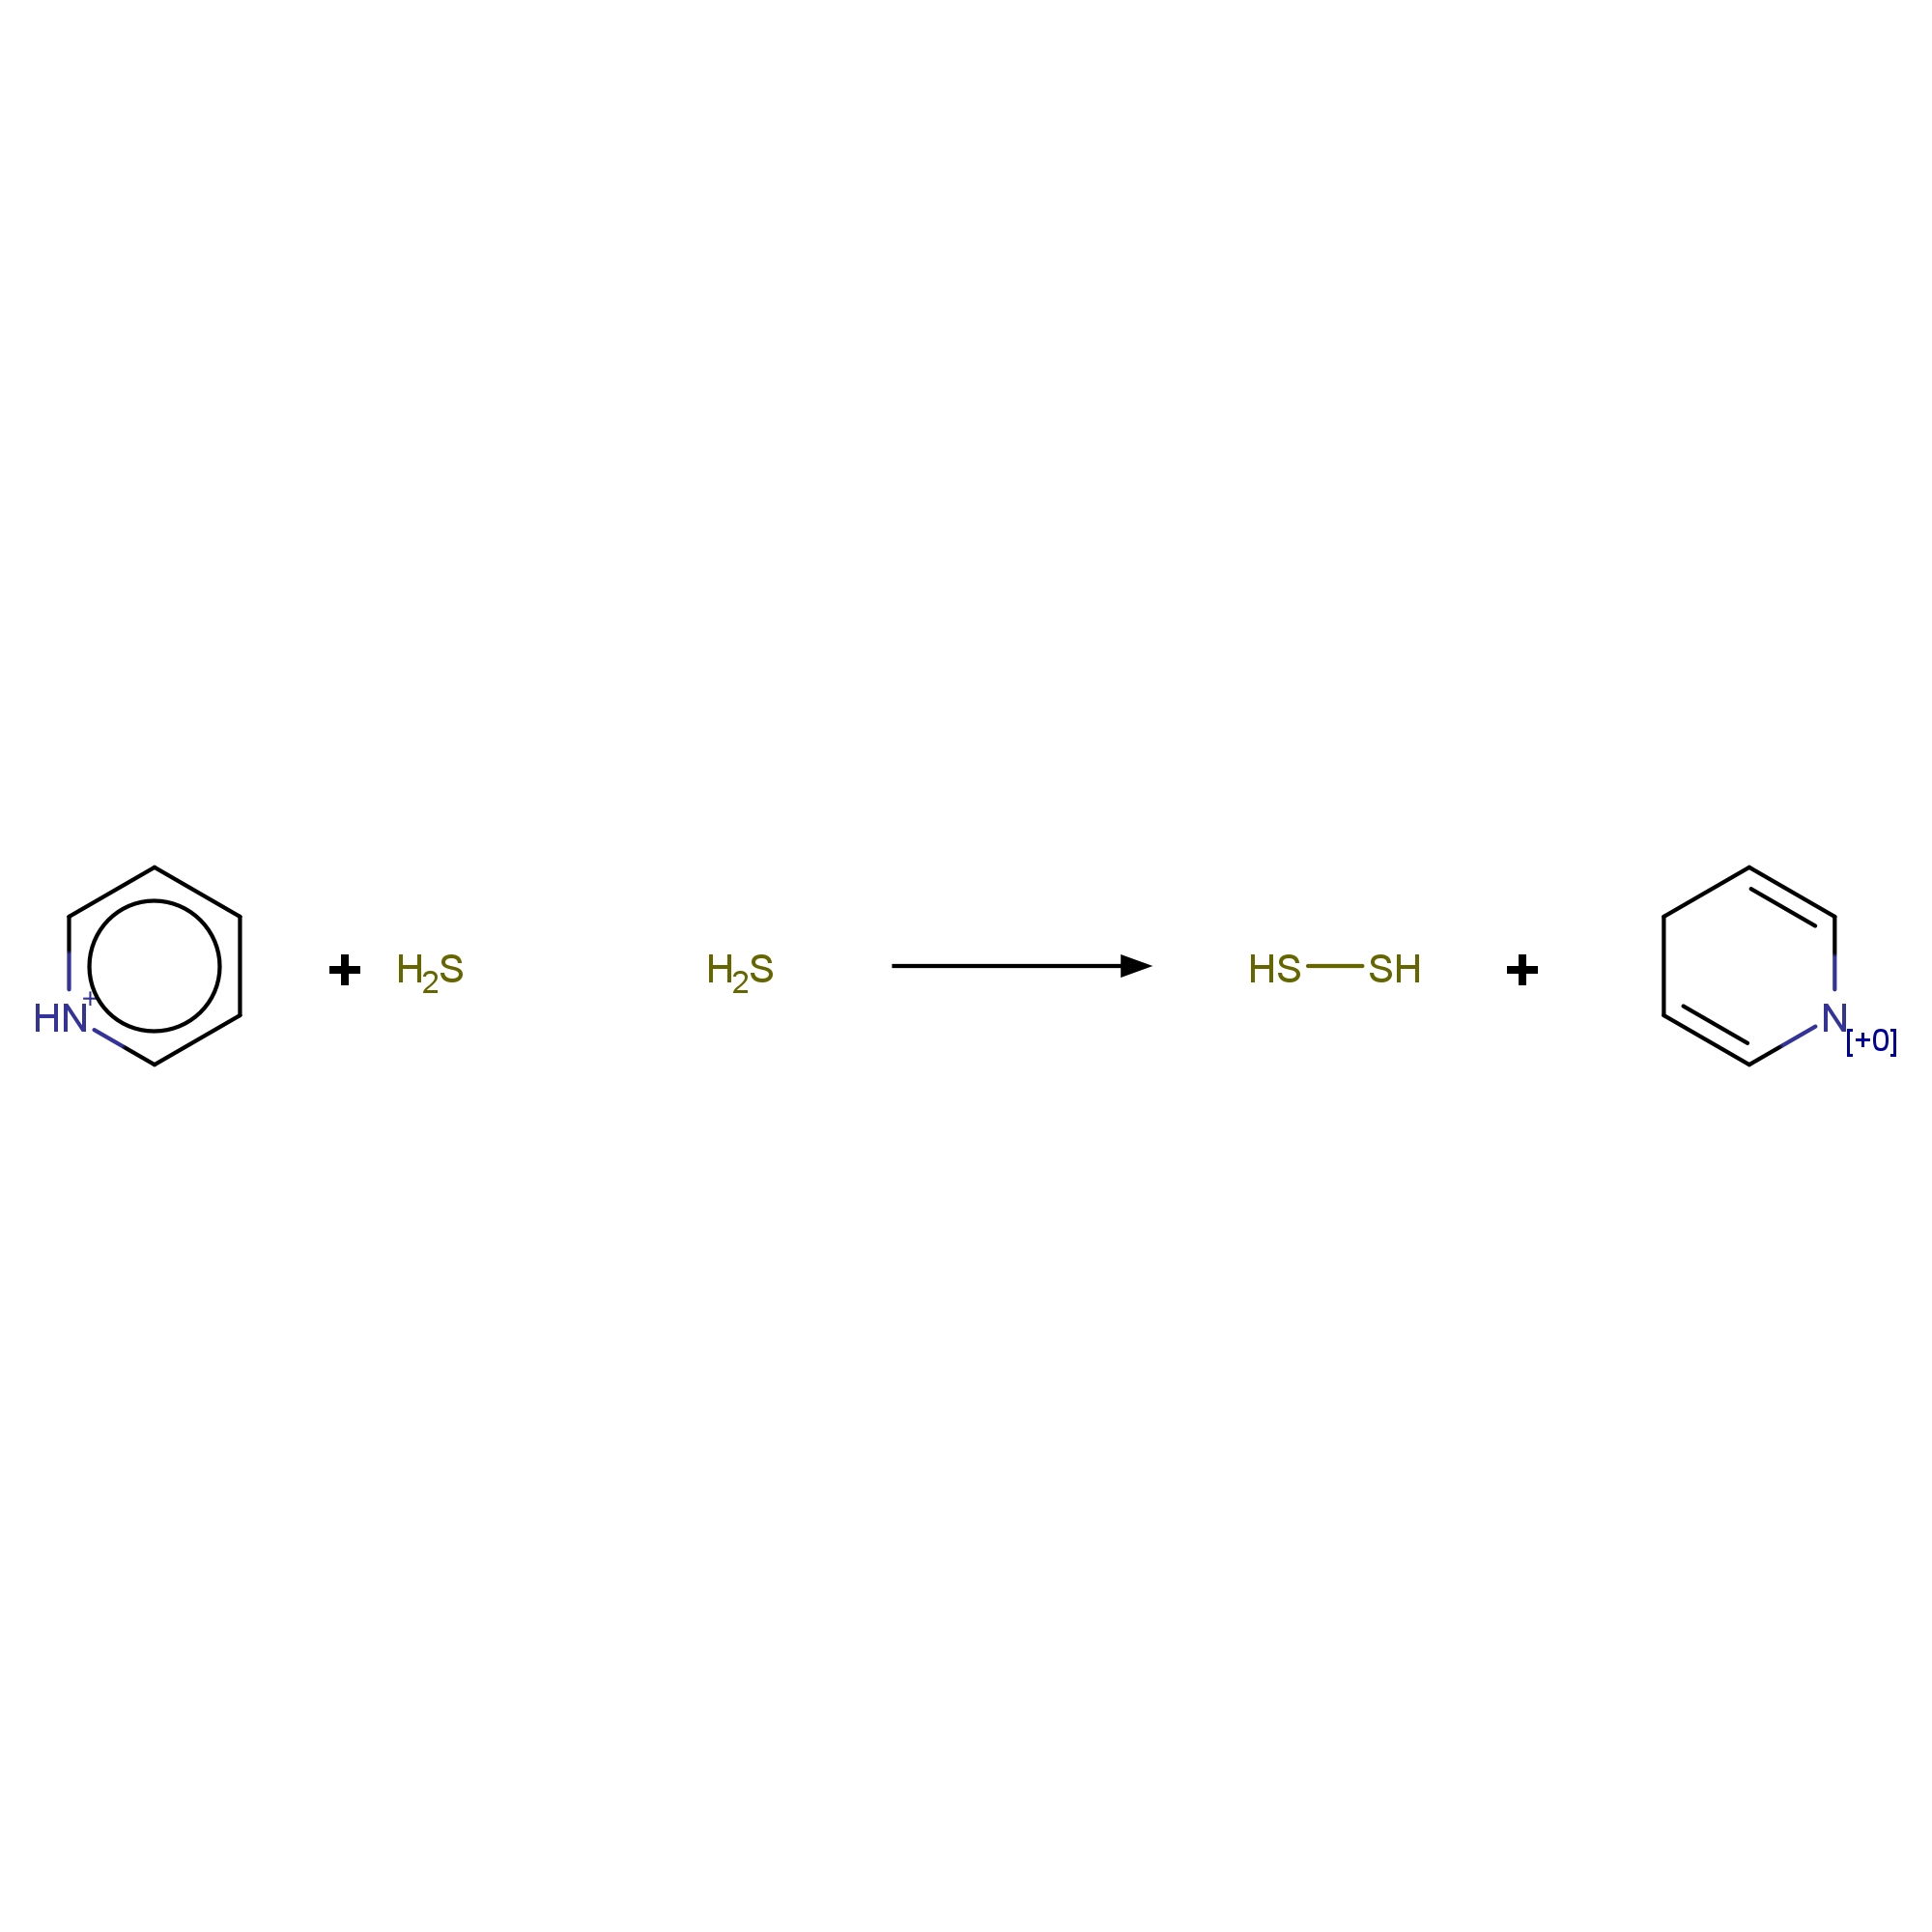 HN+ + H2S H2S HS SH + N[+0]